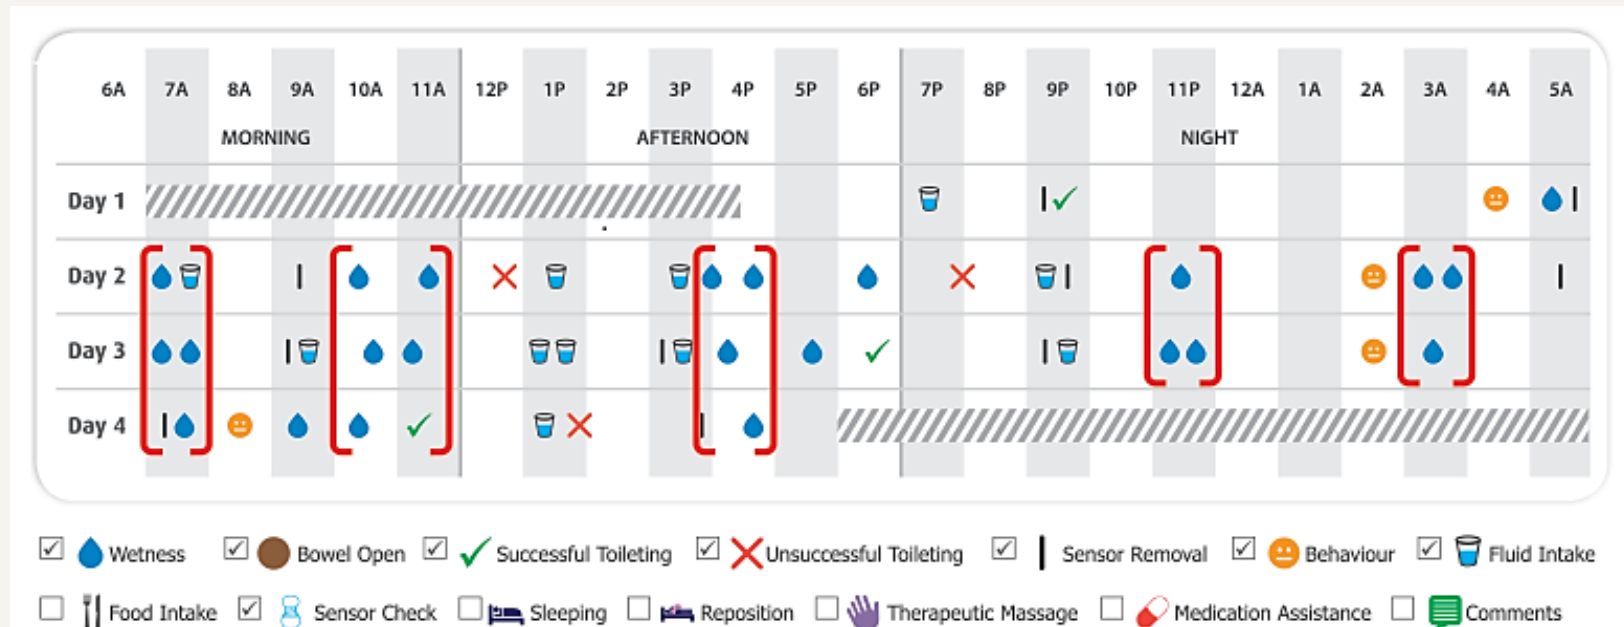 6A 7A 8A 9A 10A 11A 12P 1P 2P 3P 4P 5P 6P 7P 8P 9P 10P 11P 12A 1A 2A 3A 4A 5A
MORNING AFTERNOON NIGHT
Day 1
Day 2
Day 3
Day 4
Wetness Bowel Open Successful Toileting Unsuccessful Toileting Sensor Removal Behaviour Fluid Intake
Food Intake Sensor Check Sleeping Reposition Therapeutic Massage Medication Assistance Comments